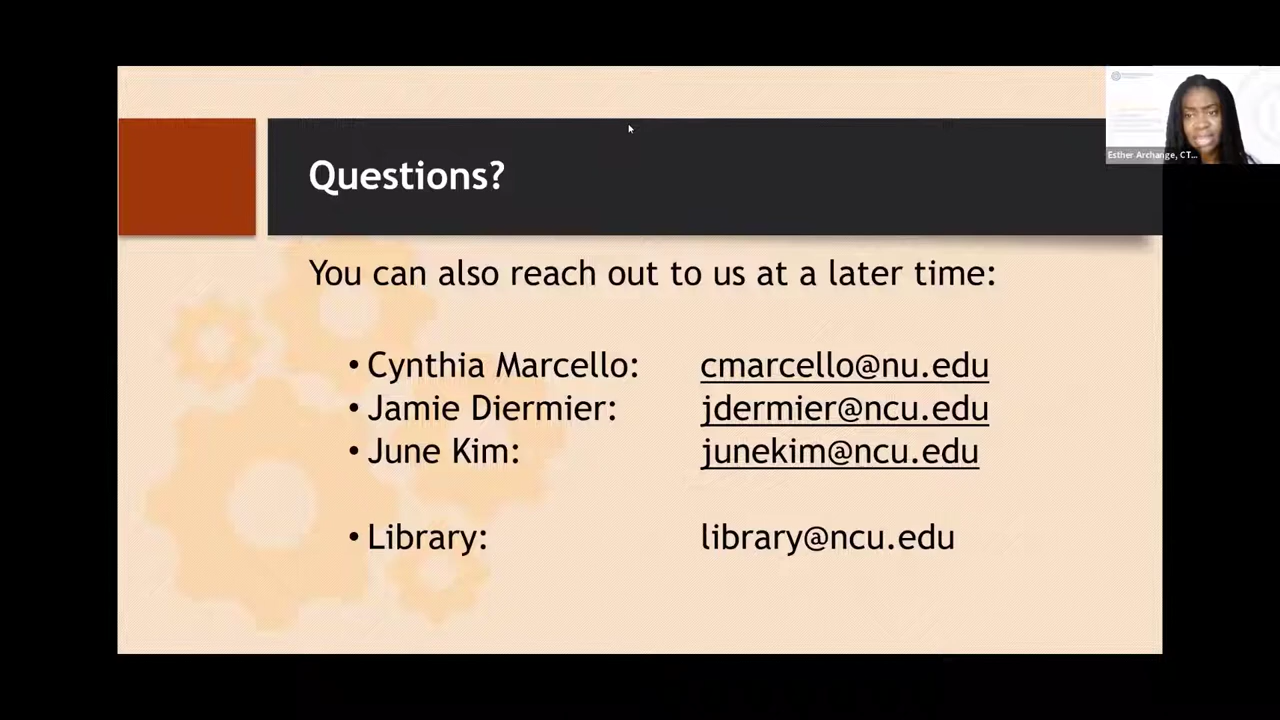 Questions?
Esther Archange, CT...
You can also reach out to us at a later time:
• Cynthia Marcello: cmarcello@nu.edu
• Jamie Diermier: jdermier@ncu.edu
• June Kim: junekim@ncu.edu
• Library: library@ncu.edu